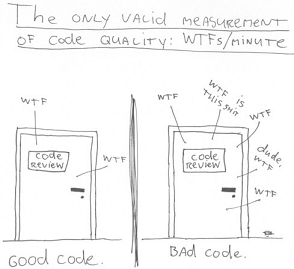 The only valid measurement
of code quality: WTFs/minute
WTF
code
review
WTF
Good code.
WTF
WTF is
this shit
WTF
code
review
dude,
WTF
WTF
BAd code.